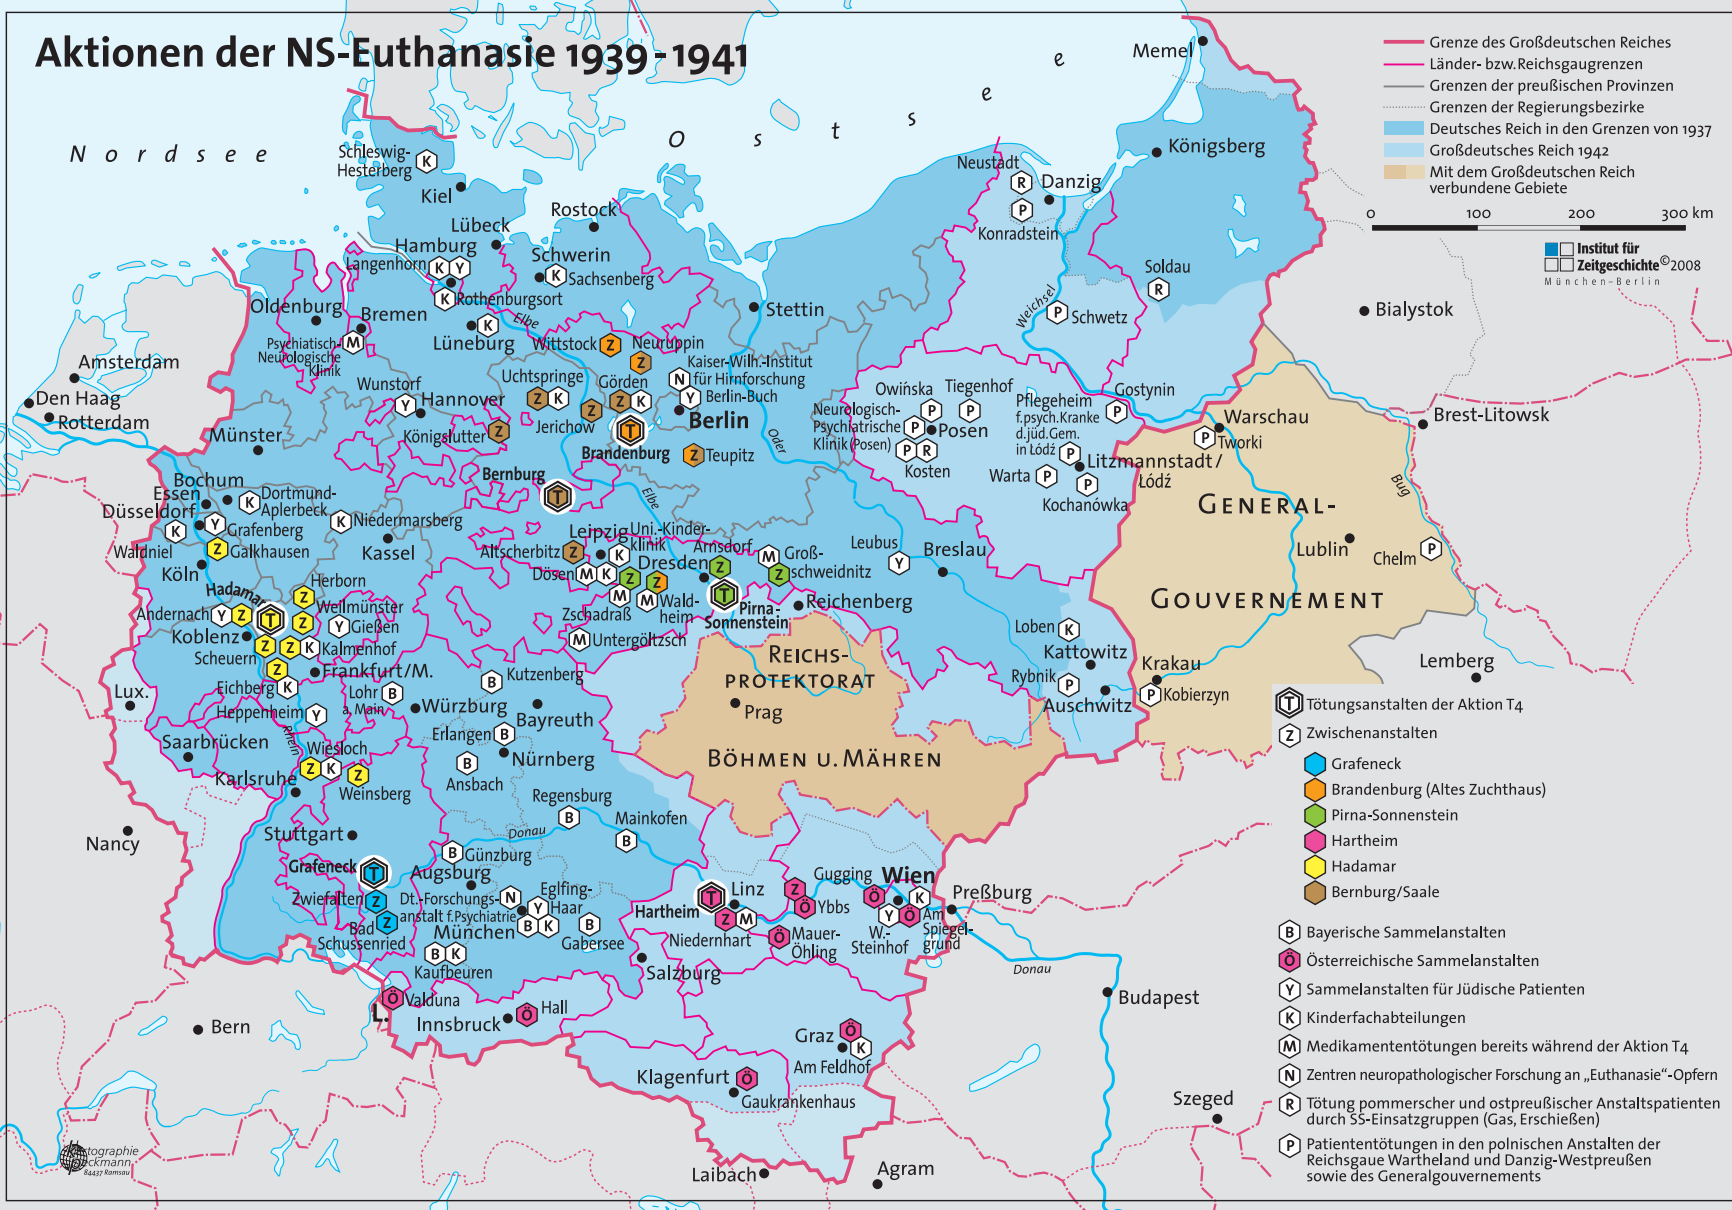 Aktionen der NS-Euthanasie 1939 - 1941
Nordsee
Ostsee
Memel
Königsberg
Schleswig-
Hesterberg
K
Kiel
Neustadt
R
Danzig
P
Konradstein
Lübeck
Rostock
Hamburg
Langenhorn
K
Y
K
Rothenburgsort
Schwerin
K
Sachsenberg
Soldau
R
Oldenburg
Bremen
Psychiatisch-
Neurologische
Klinik
M
Elbe
Lüneburg
K
Stettin
Weichsel
P
Schwetz
Bialystok
Amsterdam
Den Haag
Rotterdam
Wittstock
Z
Neuruppin
Z
Kaiser-Wilh.-Institut
für Hirnforschung
Berlin-Buch
N
Y
Berlin
Wunstorf
Y
Hannover
Uchtspringe
Z
K
Görden
Z
K
Jerichow
Z
T
Brandenburg
Königslutter
Z
Z
Teupitz
Oder
Bernburg
T
Elbe
Owińska
P
Tiegenhof
P
Neurologisch-
Psychiatrische
Klinik (Posen)
P
Posen
P
R
Kosten
Pflegeheim
f.psych.Kranke
d.jüd.Gem.
in Łódź
P
Gostynin
P
Warta
P
Litzmannstadt/
Łódź
P
Kochanówka
Warschau
P
Tworki
Brest-Litowsk
Bug
GENERAL-
GOUVERNEMENT
Lublin
Chelm
P
Münster
Bochum
Essen
Düsseldorf
K
Dortmund-
Aplerbeck
K
Waldniel
Y
Grafenberg
Z
Galkhausen
Köln
K
Niedermarsberg
Kassel
Hadamar
T
Herborn
Z
Weilmünster
Z
Andernach
Y
Z
Y
Gießen
Koblenz
Z
Z
K
Kalmenhof
Scheuern
Z
Frankfurt/M.
Eichberg
K
Heppenheim
Y
Lohr
a. Main
B
Würzburg
Altscherbitz
Z
Leipzig
Uni.-Kinder-
klinik
K
Dösen
M
K
Z
Zschadraß
M
Dresden
Z
M
Wald-
heim
Arnsdorf
Z
T
Pirna-
Sonnenstein
M
Groß-
schweidnitz
Z
Untergöltzsch
M
Reichenberg
Leubus
Y
Breslau
Loben
K
Kattowitz
Rybnik
P
Auschwitz
Krakau
P
Kobierzyn
Lemberg
REICHS-
PROTEKTORAT
Prag
BÖHMEN U. MÄHREN
Lux.
Saarbrücken
Nancy
Rhein
Wiesloch
Z
K
Karlsruhe
Z
Weinsberg
Stuttgart
Grafeneck
T
Zwiefalten
Z
Bad
Schussenried
Z
B
Kutzenberg
Bayreuth
Erlangen
B
Nürnberg
B
Ansbach
Regensburg
B
Mainkofen
B
Donau
B
Günzburg
Augsburg
Dt.-Forschungs-
anstalt f.Psychiatrie
N
München
Eglfing-
Haar
Y
B
K
B
Gabersee
B
K
Kaufbeuren
Salzburg
Hartheim
T
Linz
Z
M
Niedernhart
Z
Ö
Ybbs
Ö
Mauer-
Öhling
Gugging
Ö
Wien
K
Y
Ö
Am
Spiegel-
grund
W.-
Steinhof
Preßburg
Donau
Budapest
Bern
L.
Ö
Valduna
Innsbruck
Ö
Hall
Graz
Ö
K
Am Feldhof
Klagenfurt
Ö
Gaukrankenhaus
Laibach
Agram
Szeged
Grenze des Großdeutschen Reiches
Länder- bzw. Reichsgaugrenzen
Grenzen der preußischen Provinzen
Grenzen der Regierungsbezirke
Deutsches Reich in den Grenzen von 1937
Großdeutsches Reich 1942
Mit dem Großdeutschen Reich
verbundene Gebiete
0 100 200 300 km
Institut für
Zeitgeschichte © 2008
München-Berlin
T Tötungsanstalten der Aktion T4
Z Zwischenanstalten
Grafeneck
Brandenburg (Altes Zuchthaus)
Pirna-Sonnenstein
Hartheim
Hadamar
Bernburg/Saale
B Bayerische Sammelanstalten
Ö Österreichische Sammelanstalten
Y Sammelanstalten für Jüdische Patienten
K Kinderfachabteilungen
M Medikamententötungen bereits während der Aktion T4
N Zentren neuropathologischer Forschung an „Euthanasie“-Opfern
R Tötung pommerscher und ostpreußischer Anstaltspatienten
durch SS-Einsatzgruppen (Gas, Erschießen)
P Patiententötungen in den polnischen Anstalten der
Reichsgaue Wartheland und Danzig-Westpreußen
sowie des Generalgouvernements
84437 Ramsau